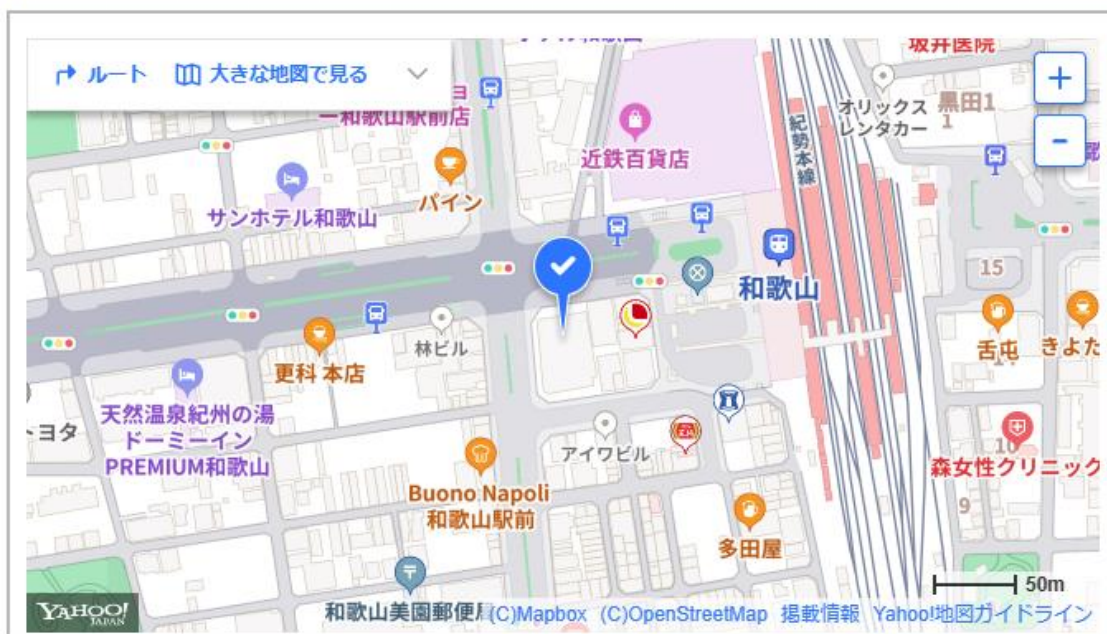 ルート 大きな地図で見る
ー和歌山駅前店
サンホテル和歌山
パイン
近鉄百貨店
紀勢本線
坂井医院
オリックス
レンタカー
黒田1
1
+
-
和歌山
15
舌屯
きよた
林ビル
更科 本店
天然温泉紀州の湯
ドーミーイン
PREMIUM和歌山
トヨタ
アイワビル
Buono Napoli
和歌山駅前
多田屋
10
森女性クリニック
9
和歌山美園郵便
50m
YAHOO!
JAPAN
(C)Mapbox (C)OpenStreetMap 掲載情報 Yahoo!地図ガイドライン